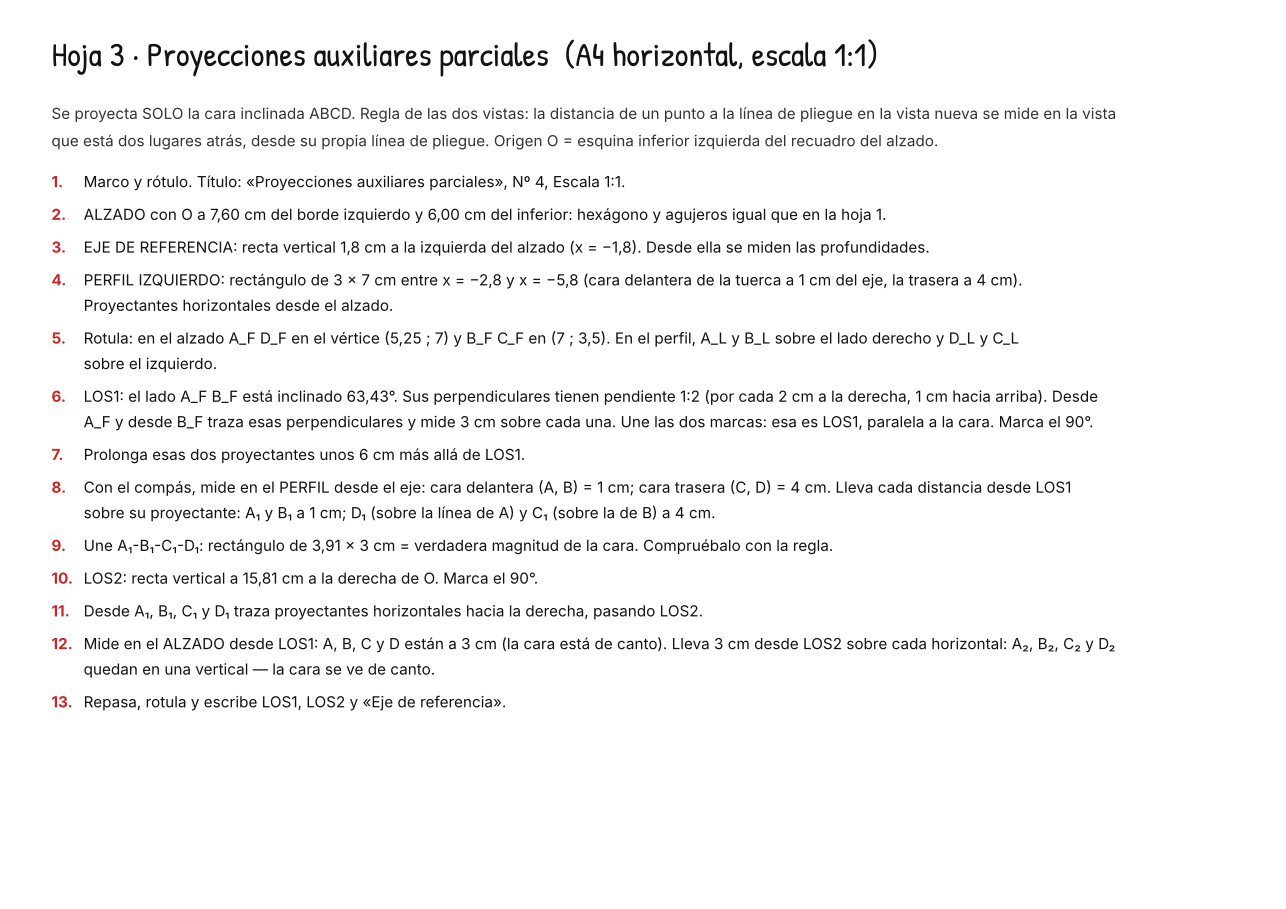 Hoja 3 · Proyecciones auxiliares parciales (A4 horizontal, escala 1:1)
Se proyecta SOLO la cara inclinada ABCD. Regla de las dos vistas: la distancia de un punto a la línea de pliegue en la vista nueva se mide en la vista
que está dos lugares atrás, desde su propia línea de pliegue. Origen O = esquina inferior izquierda del recuadro del alzado.
1. Marco y rótulo. Título: «Proyecciones auxiliares parciales», Nº 4, Escala 1:1.
2. ALZADO con O a 7,60 cm del borde izquierdo y 6,00 cm del inferior: hexágono y agujeros igual que en la hoja 1.
3. EJE DE REFERENCIA: recta vertical 1,8 cm a la izquierda del alzado (x = −1,8). Desde ella se miden las profundidades.
4. PERFIL IZQUIERDO: rectángulo de 3 × 7 cm entre x = −2,8 y x = −5,8 (cara delantera de la tuerca a 1 cm del eje, la trasera a 4 cm).
Proyectantes horizontales desde el alzado.
5. Rotula: en el alzado A_F D_F en el vértice (5,25 ; 7) y B_F C_F en (7 ; 3,5). En el perfil, A_L y B_L sobre el lado derecho y D_L y C_L
sobre el izquierdo.
6. LOS1: el lado A_F B_F está inclinado 63,43°. Sus perpendiculares tienen pendiente 1:2 (por cada 2 cm a la derecha, 1 cm hacia arriba). Desde
A_F y desde B_F traza esas perpendiculares y mide 3 cm sobre cada una. Une las dos marcas: esa es LOS1, paralela a la cara. Marca el 90°.
7. Prolonga esas dos proyectantes unos 6 cm más allá de LOS1.
8. Con el compás, mide en el PERFIL desde el eje: cara delantera (A, B) = 1 cm; cara trasera (C, D) = 4 cm. Lleva cada distancia desde LOS1
sobre su proyectante: A₁ y B₁ a 1 cm; D₁ (sobre la línea de A) y C₁ (sobre la de B) a 4 cm.
9. Une A₁-B₁-C₁-D₁: rectángulo de 3,91 × 3 cm = verdadera magnitud de la cara. Compruébalo con la regla.
10. LOS2: recta vertical a 15,81 cm a la derecha de O. Marca el 90°.
11. Desde A₁, B₁, C₁ y D₁ traza proyectantes horizontales hacia la derecha, pasando LOS2.
12. Mide en el ALZADO desde LOS1: A, B, C y D están a 3 cm (la cara está de canto). Lleva 3 cm desde LOS2 sobre cada horizontal: A₂, B₂, C₂ y D₂
quedan en una vertical — la cara se ve de canto.
13. Repasa, rotula y escribe LOS1, LOS2 y «Eje de referencia».